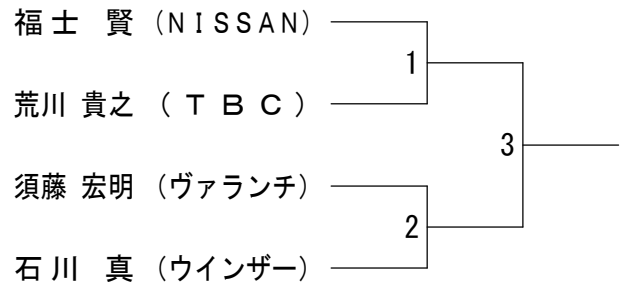 福士 賢 （ＮＩＳＳＡＮ）
1
荒川 貴之 （ＴＢＣ）
3
須藤 宏明 （ヴァランチ）
2
石川 真 （ウインザー）